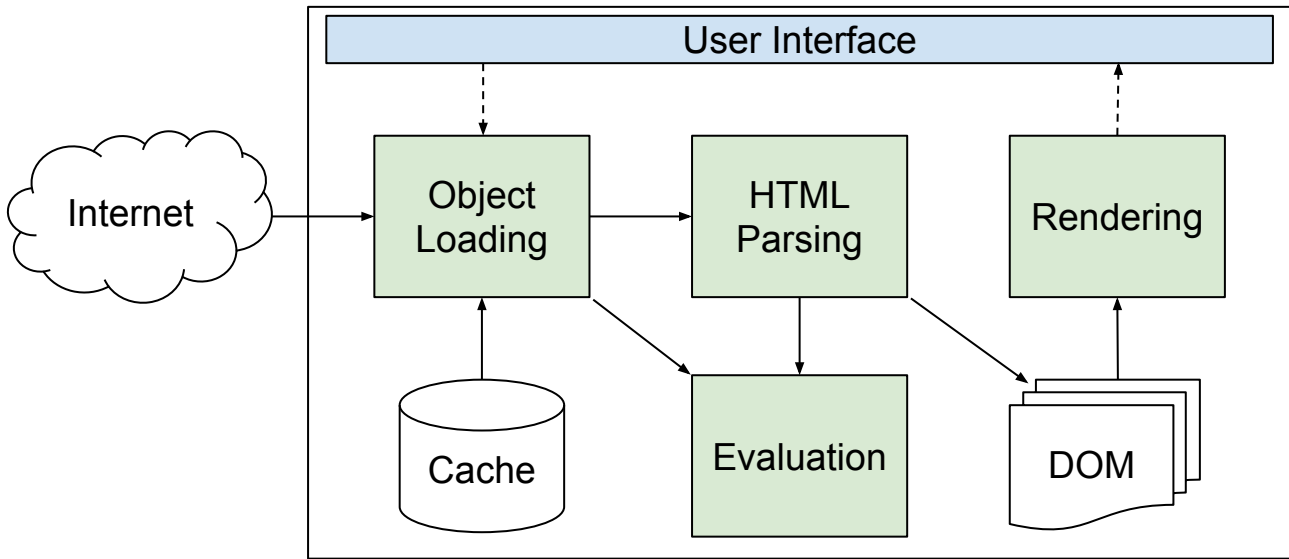 User Interface
Internet
Object
Loading
HTML
Parsing
Rendering
Cache
Evaluation
DOM